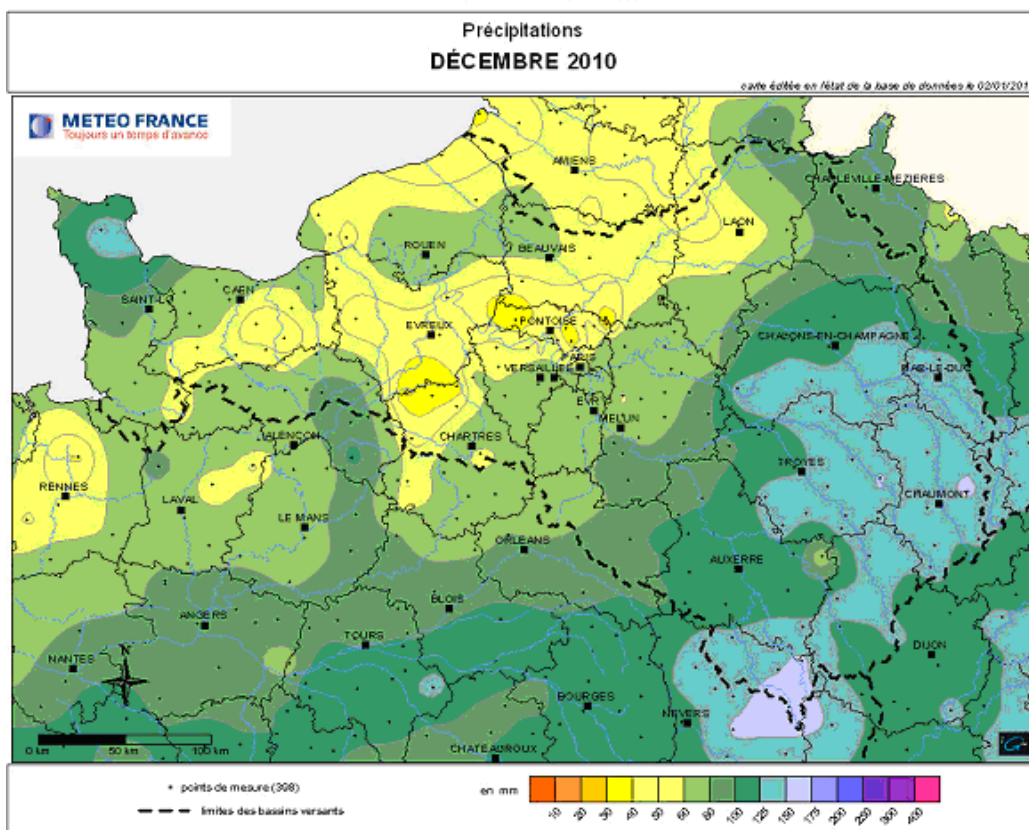 Précipitations
DÉCEMBRE 2010
carte éditée en l'état de la base de données le 02/01/201
METEO FRANCE
Toujours un temps d'avance
AMIENS
CHARLEVILLE-MEZIERES
LAON
ROUEN
BEAUVAIS
CAEN
SAINT-LO
EVREUX
PONTOISE
CHALONS-EN-CHAMPAGNE
ARIS
VERSAILLES
BAR-LE-DUC
EVRY
MELUN
CHARTRES
ALENCON
TROYES
RENNES
CHAUMONT
LAVAL
LE MANS
ORLEANS
AUXERRE
BLOIS
ANGERS
TOURS
DIJON
NANTES
N
BOURGES
NEVERS
CHATEAUROUX
0 km 50 km 100 km
points de mesure (398)
limites des bassins versants
en mm
10 20 30 40 50 60 80 100 125 150 175 200 250 300 400